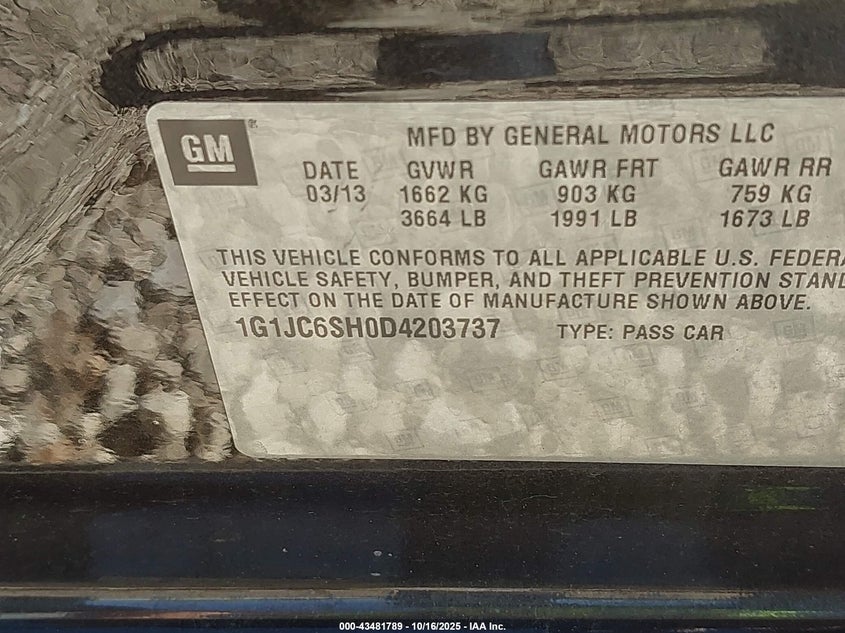 GM
MFD BY GENERAL MOTORS LLC
DATE GVWR GAWR FRT GAWR RR
03/13 1662 KG 903 KG 759 KG
3664 LB 1991 LB 1673 LB
THIS VEHICLE CONFORMS TO ALL APPLICABLE U.S. FEDERA
VEHICLE SAFETY, BUMPER, AND THEFT PREVENTION STAND
EFFECT ON THE DATE OF MANUFACTURE SHOWN ABOVE.
1G1JC6SH0D4203737 TYPE: PASS CAR
000-43481789 - 10/16/2025 - IAA Inc.